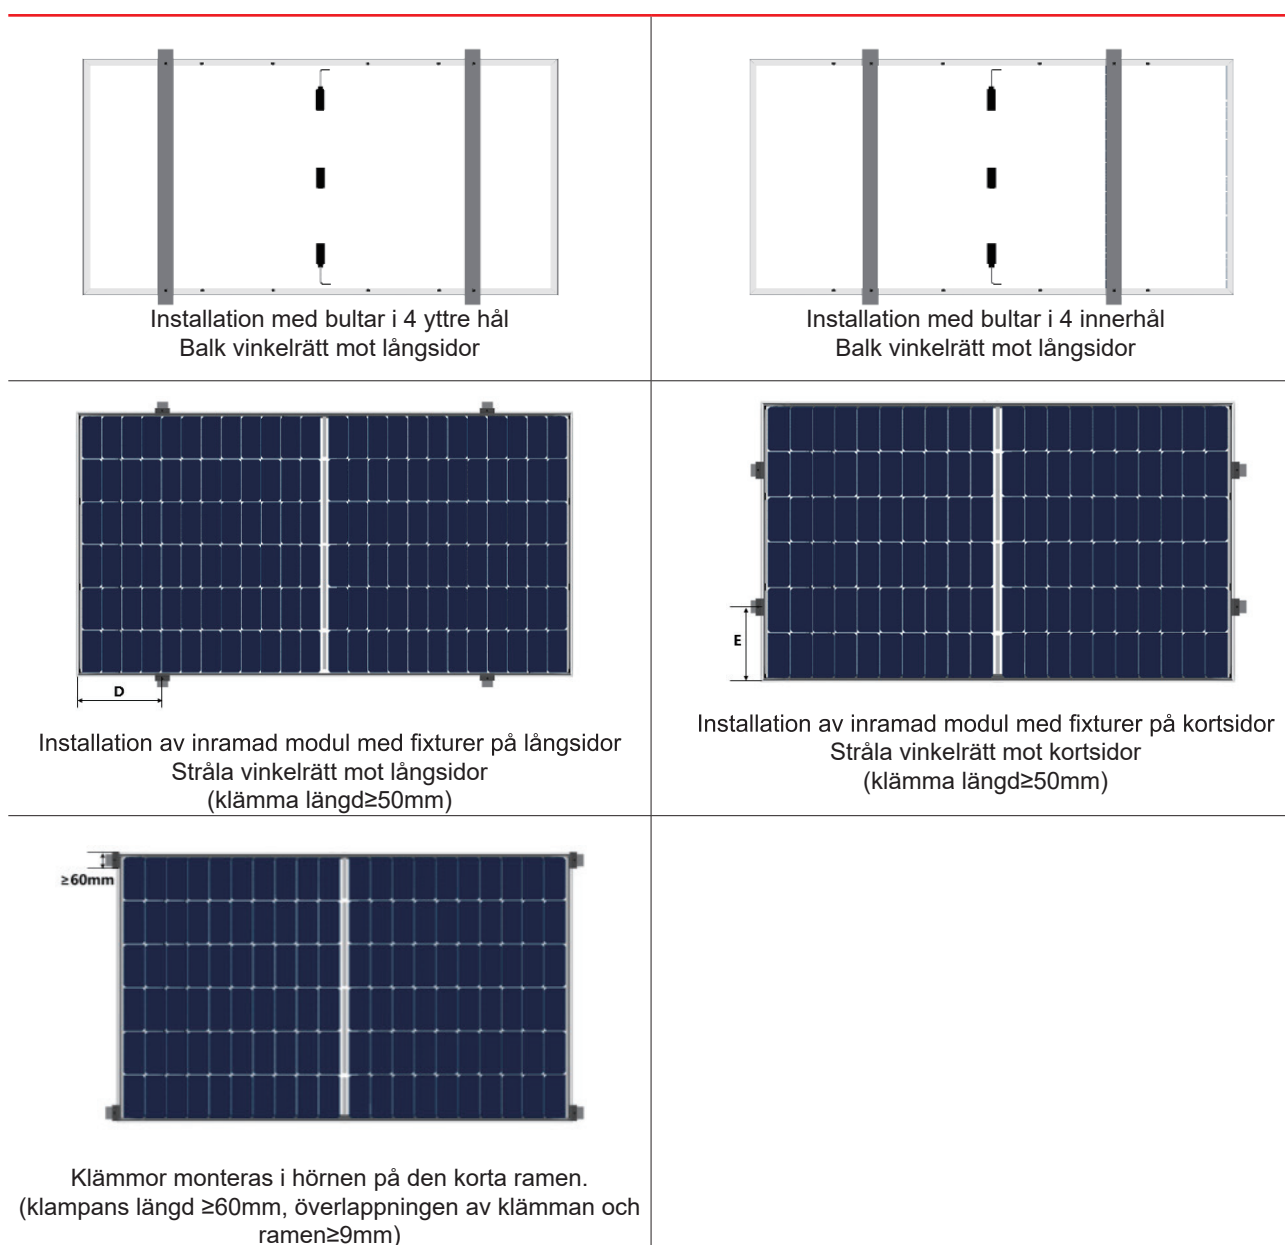 Installation med bultar i 4 yttre hål
Balk vinkelrätt mot långsidor
Installation med bultar i 4 innerhål
Balk vinkelrätt mot långsidor
D
Installation av inramad modul med fixturer på långsidor
Stråla vinkelrätt mot långsidor
(klämma längd≥50mm)
E
Installation av inramad modul med fixturer på kortsidor
Stråla vinkelrätt mot kortsidor
(klämma längd≥50mm)
≥60mm
Klämmor monteras i hörnen på den korta ramen.
(klampans längd ≥60mm, överlappningen av klämman och
ramen≥9mm)